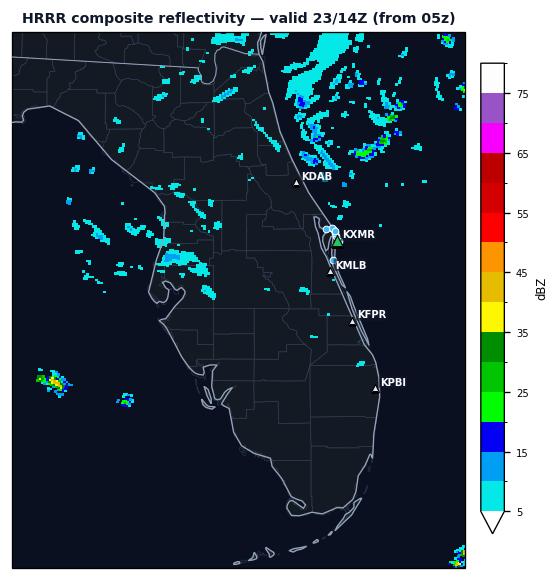 HRRR composite reflectivity — valid 23/14Z (from 05z)
75
65
55
45
35
25
15
5
dBZ
KDAB
KXMR
KMLB
KFPR
KPBI